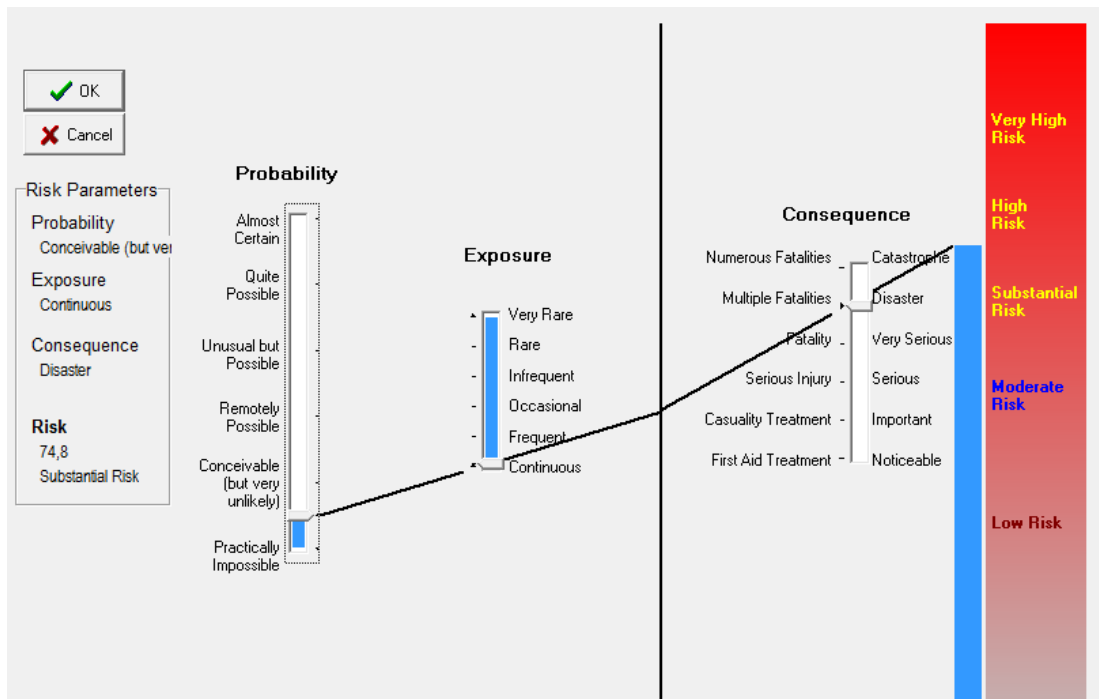 OK
Cancel
Risk Parameters
Probability
Conceivable (but ver
Exposure
Continuous
Consequence
Disaster
Risk
74,8
Substantial Risk
Probability
Almost
Certain
Quite
Possible
Unusual but
Possible
Remotely
Possible
Conceivable
(but very
unlikely)
Practically
Impossible
Exposure
Very Rare
Rare
Infrequent
Occasional
Frequent
Continuous
Consequence
Numerous Fatalities
Catastrophe
Multiple Fatalities
Disaster
Fatality
Very Serious
Serious Injury
Serious
Casuality Treatment
Important
First Aid Treatment
Noticeable
Very High
Risk
High
Risk
Substantial
Risk
Moderate
Risk
Low Risk